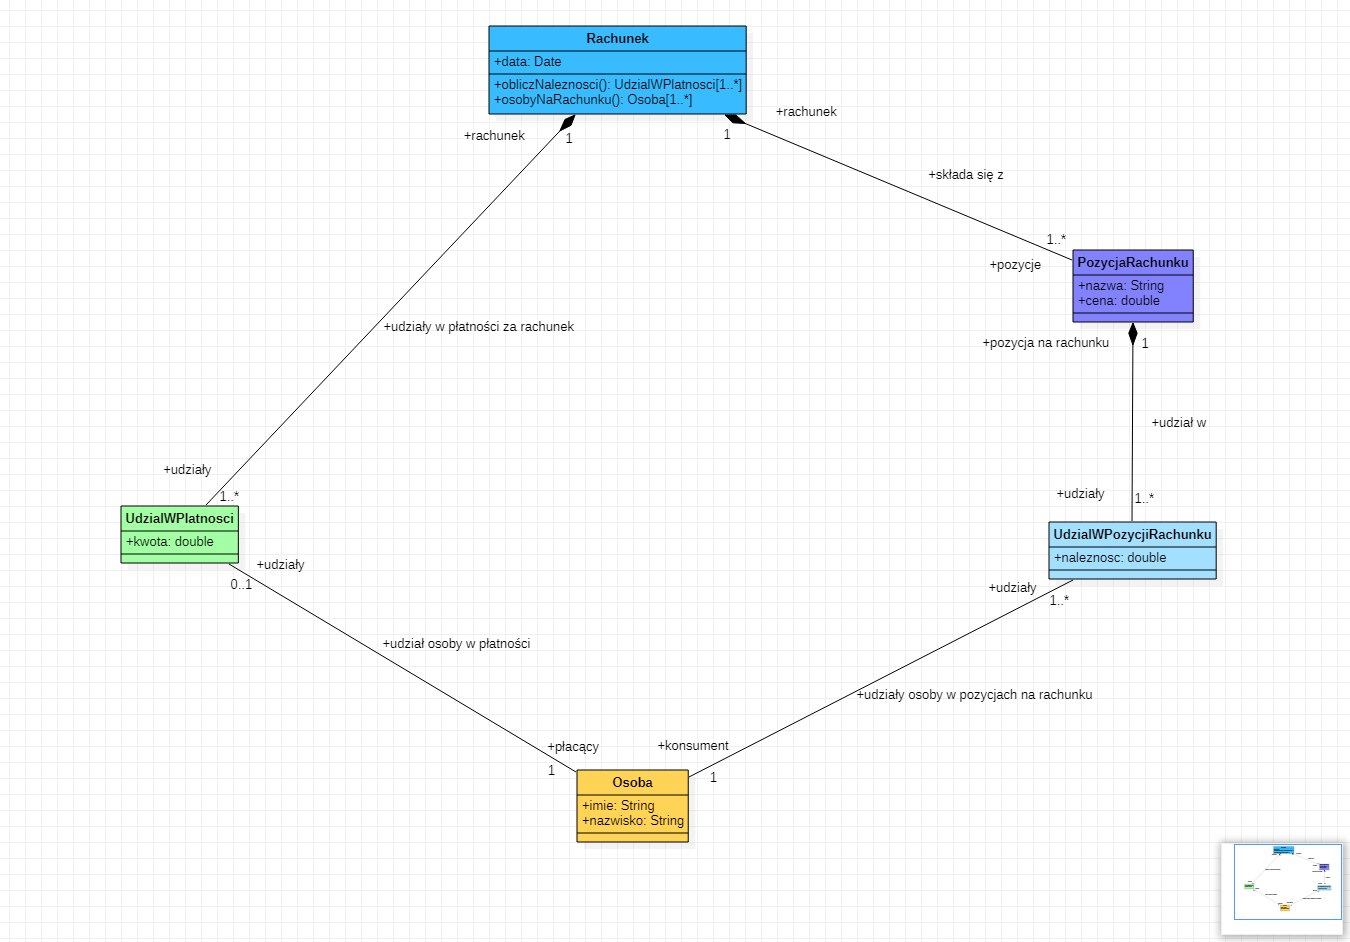 Rachunek
+data: Date
+obliczNaleznosci(): UdzialWPlatnosci[1..*]
+osobyNaRachunku(): Osoba[1..*]
+rachunek
1
+rachunek
1
+składa się z
1..*
+pozycje
PozycjaRachunku
+nazwa: String
+cena: double
+udziały w płatności za rachunek
+pozycja na rachunku
1
+udział w
+udziały
1..*
UdzialWPlatnosci
+kwota: double
+udziały
1..*
UdzialWPozycjiRachunku
+naleznosc: double
+udziały
0..1
+udziały
1..*
+udział osoby w płatności
+udziały osoby w pozycjach na rachunku
+płacący
1
+konsument
1
Osoba
+imie: String
+nazwisko: String